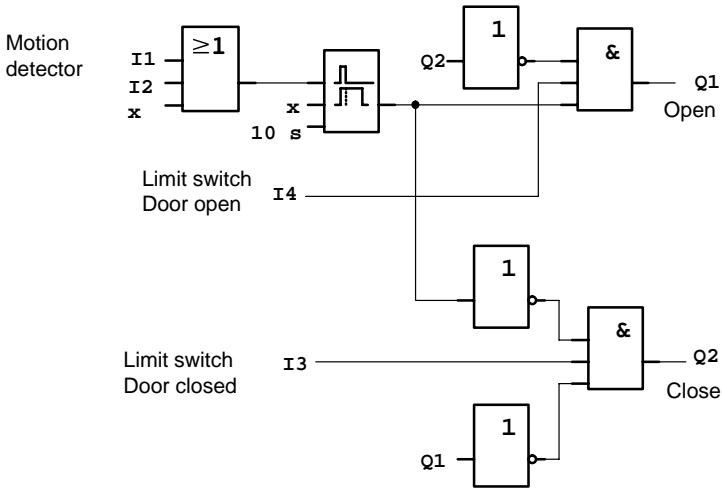 Motion
detector
I1
I2
x
≥1
x
10 s
Q2
1
&
Q1
Open
Limit switch
Door open
I4
1
Limit switch
Door closed
I3
&
Q2
Close
1
Q1